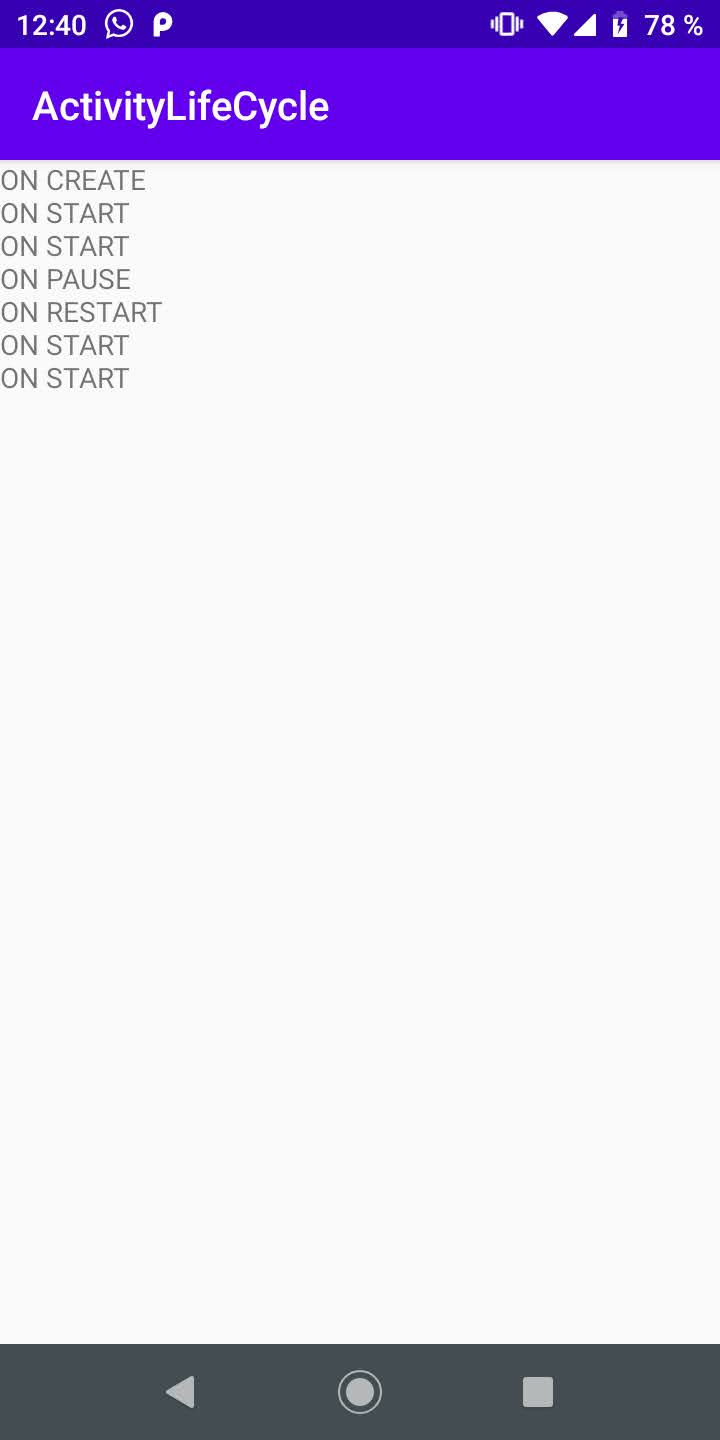 12:40 78 %
ActivityLifeCycle
ON CREATE
ON START
ON START
ON PAUSE
ON RESTART
ON START
ON START